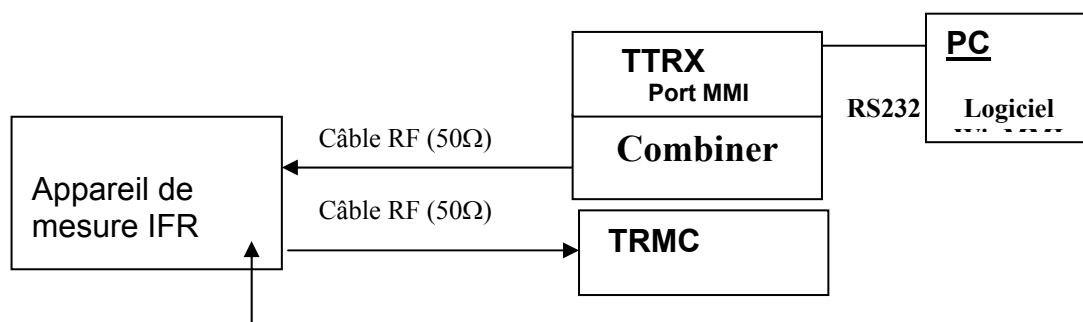 TTRX
Port MMI
Combiner
PC
RS232
Logiciel
Câble RF (50Ω)
Appareil de
mesure IFR
Câble RF (50Ω)
TRMC